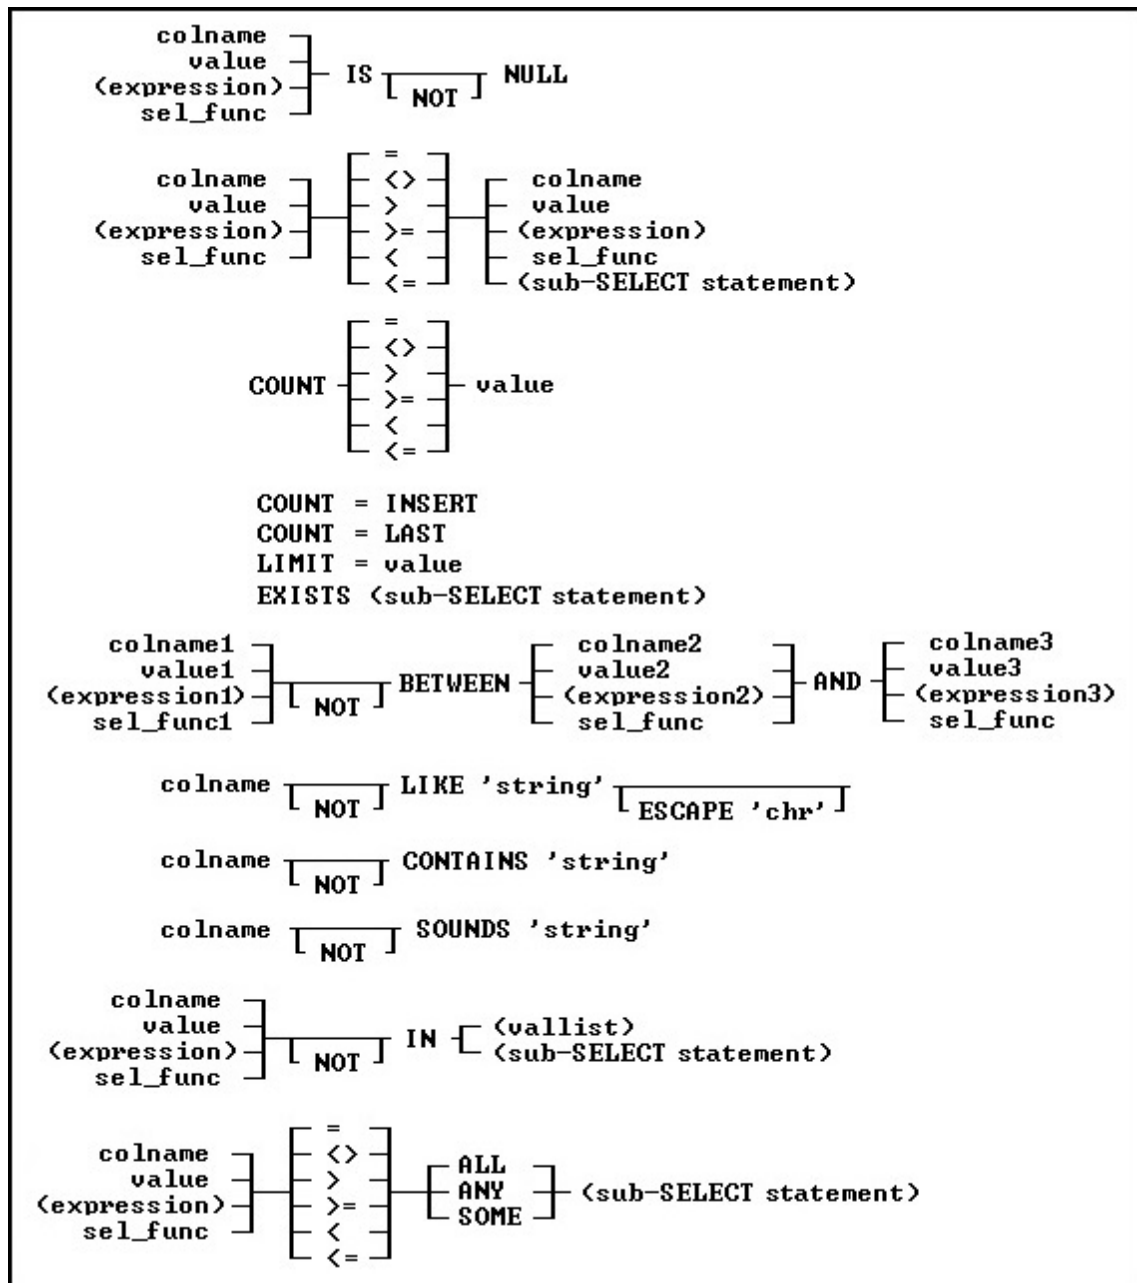 colname
value
(expression) IS NULL
NOT
sel_func
=
colname <> colname
value > value
(expression) >= (expression)
sel_func < sel_func
<= (sub-SELECT statement)
=
<>
>
COUNT value
>=
<
<=
COUNT = INSERT
COUNT = LAST
LIMIT = value
EXISTS (sub-SELECT statement)
colname1 colname2 colname3
value1 value2 value3
(expression1) BETWEEN (expression2) AND (expression3)
NOT
sel_func1 sel_func sel_func
colname LIKE 'string'
NOT ESCAPE 'chr'
colname CONTAINS 'string'
NOT
colname SOUNDS 'string'
NOT
colname
value (vallist)
IN
(expression) (sub-SELECT statement)
NOT
sel_func
=
colname <> ALL
value > ANY (sub-SELECT statement)
(expression) >= SOME
sel_func <
<=